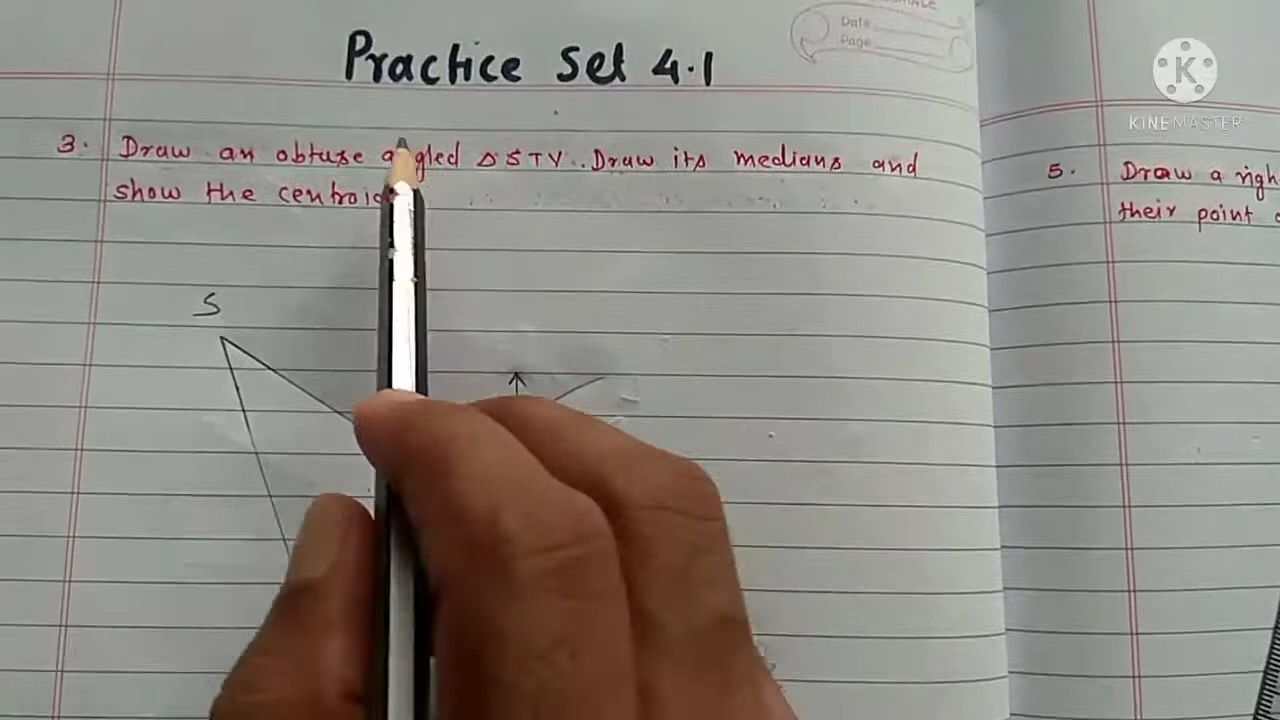 Date
Page
Practice Set 4.1
KINEMASTER
3. Draw an obtuse angled △STV. Draw its medians and
show the centroid
S
5. Draw a righ
their point